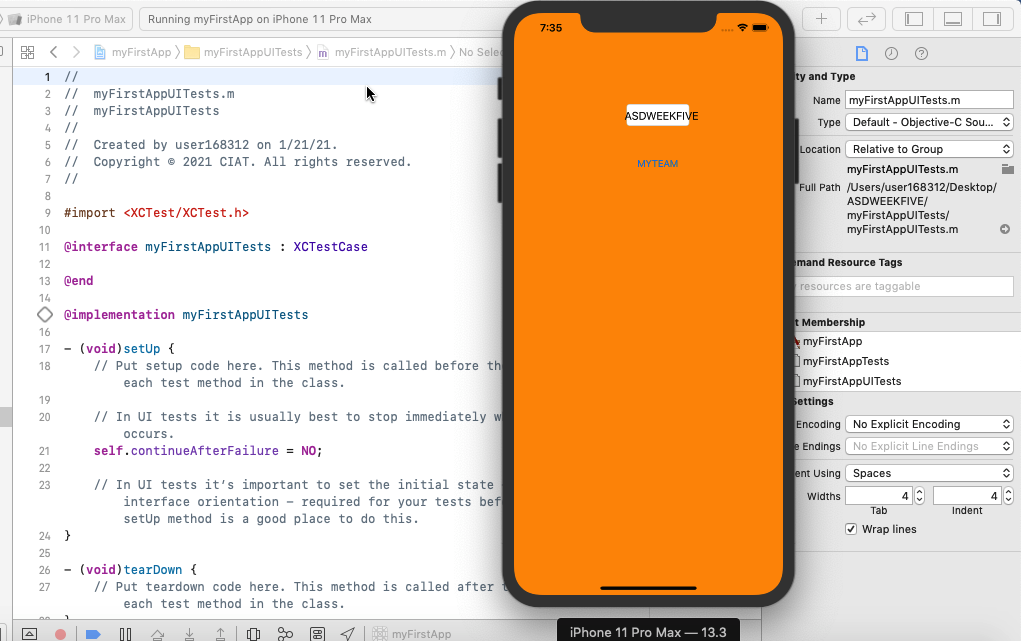 iPhone 11 Pro Max
Running myFirstApp on iPhone 11 Pro Max
myFirstApp
myFirstAppUITests
m
myFirstAppUITests.m
No
1 //
2 //  myFirstAppUITests.m
3 //  myFirstAppUITests
4 //
5 //  Created by user168312 on 1/21/21.
6 //  Copyright © 2021 CIAT. All rights reserved.
7 //
8
9 #import <XCTest/XCTest.h>
10
11 @interface myFirstAppUITests : XCTestCase
12
13 @end
14
@implementation myFirstAppUITests
16
17 - (void)setUp {
18 // Put setup code here. This method is called before
each test method in the class.
19
20 // In UI tests it is usually best to stop immediately
occurs.
21 self.continueAfterFailure = NO;
22
23 // In UI tests it’s important to set the initial state
interface orientation - required for your tests
setUp method is a good place to do this.
24 }
25
26 - (void)tearDown {
27 // Put teardown code here. This method is called after
each test method in the class.
myFirstApp
7:35
ASDWEEKFIVE
MYTEAM
iPhone 11 Pro Max — 13.3
and Type
Name myFirstAppUITests.m
Type Default - Objective-C Sou...
Location Relative to Group
myFirstAppUITests.m
Full Path /Users/user168312/Desktop/
ASDWEEKFIVE/
myFirstAppUITests/
myFirstAppUITests.m
Resource Tags
resources are taggable
Membership
myFirstApp
myFirstAppTests
myFirstAppUITests
Settings
Encoding No Explicit Encoding
Endings No Explicit Line Endings
Using Spaces
Widths 4 4
Tab Indent
Wrap lines